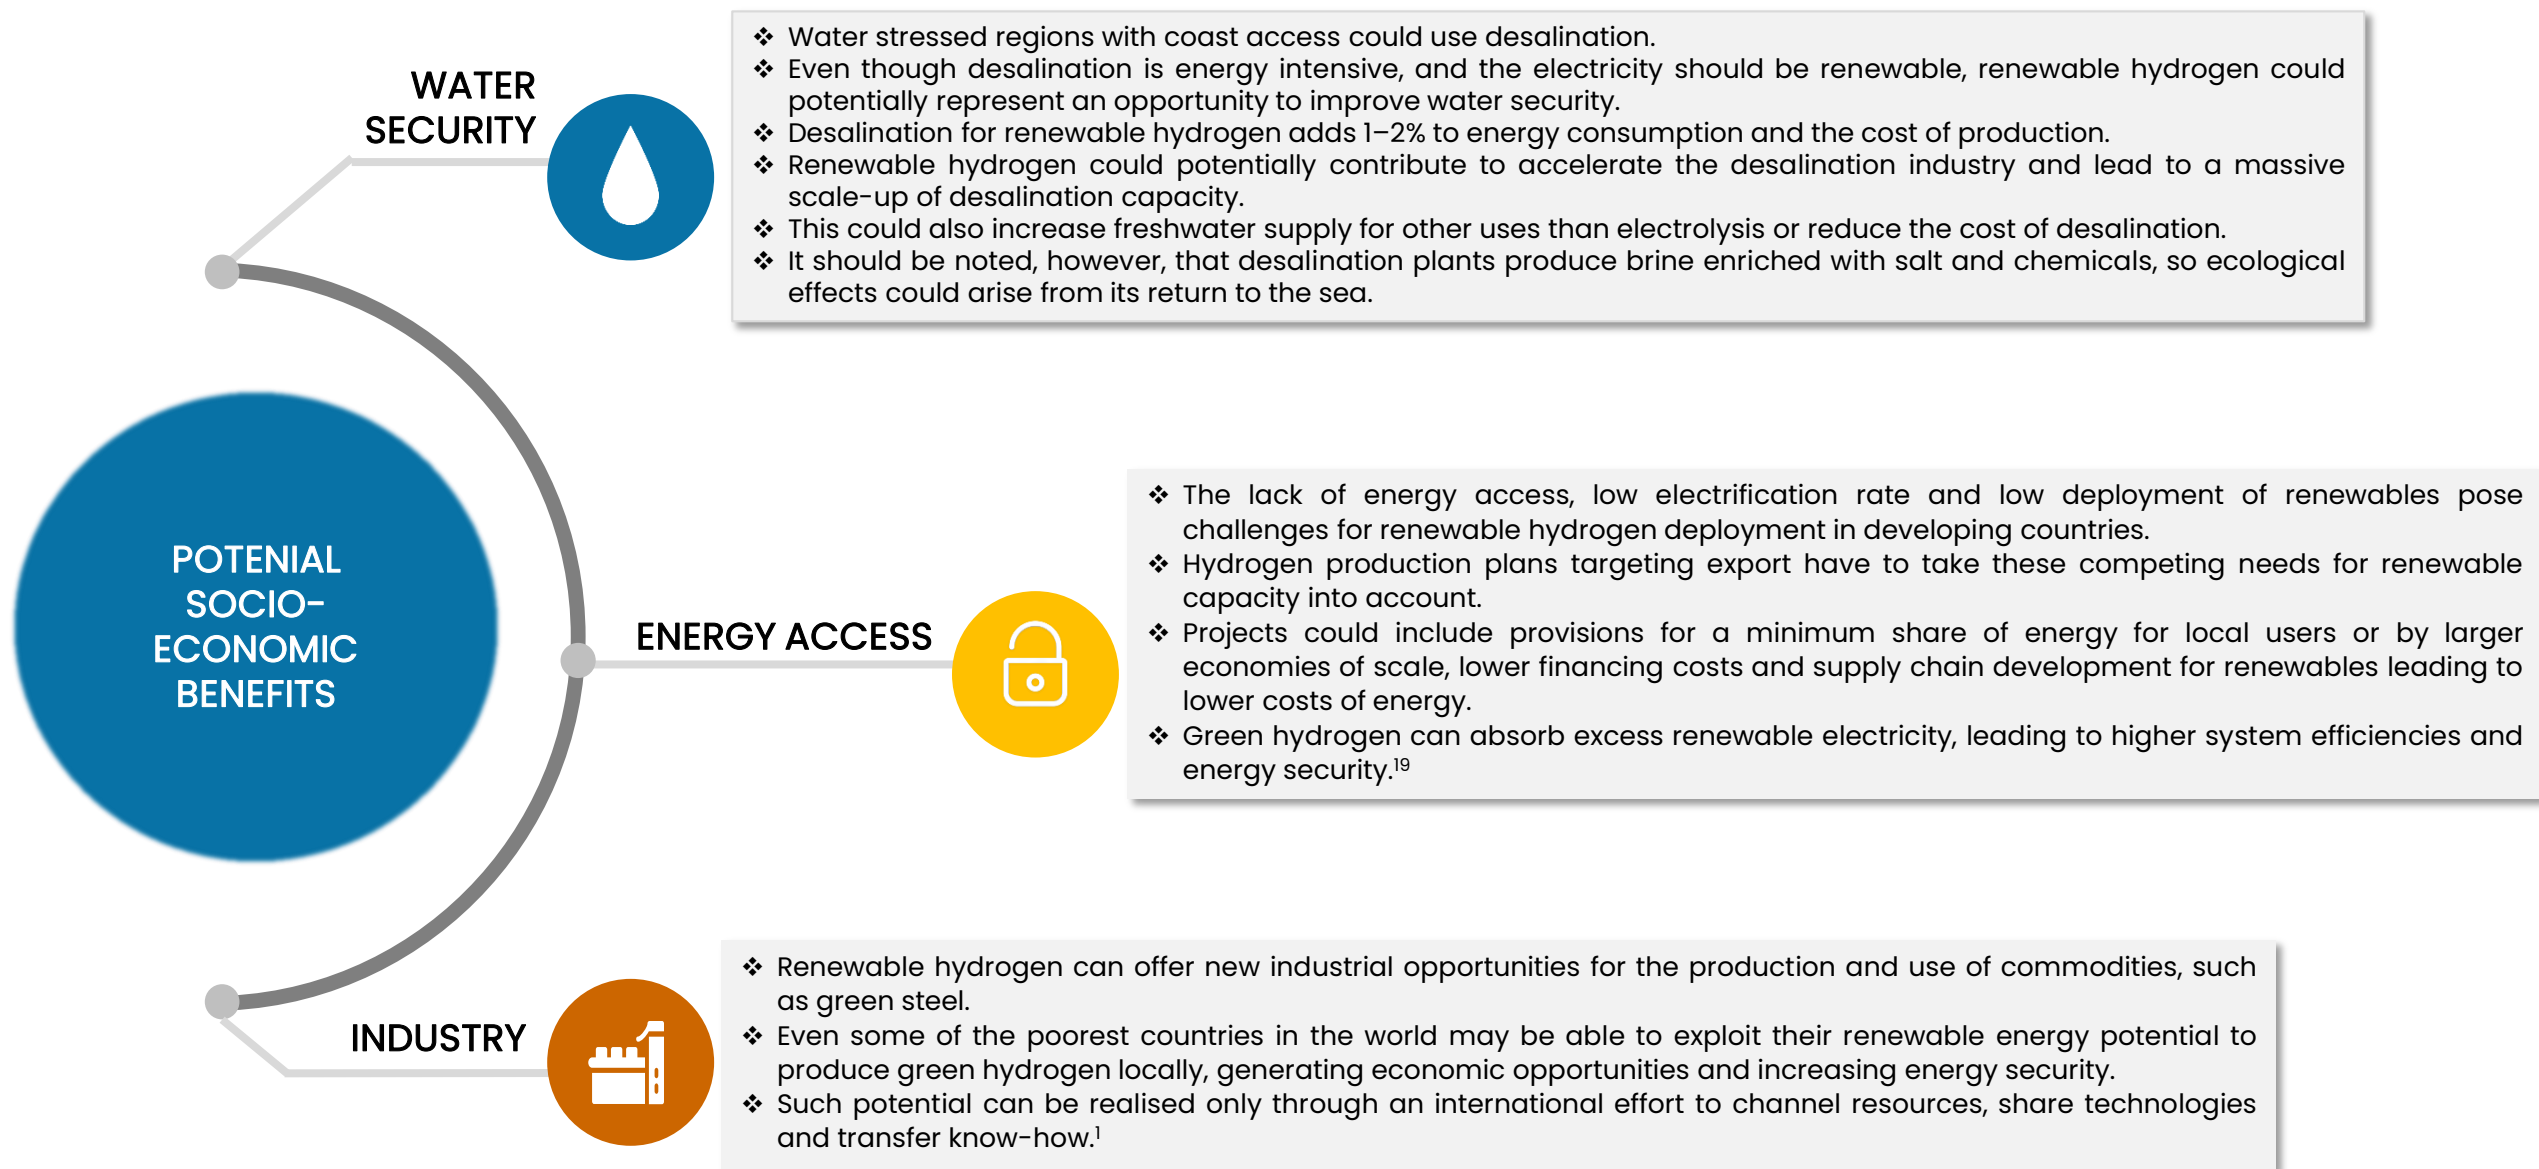 WATER
SECURITY
❖ Water stressed regions with coast access could use desalination.
❖ Even though desalination is energy intensive, and the electricity should be renewable, renewable hydrogen could
potentially represent an opportunity to improve water security.
❖ Desalination for renewable hydrogen adds 1–2% to energy consumption and the cost of production.
❖ Renewable hydrogen could potentially contribute to accelerate the desalination industry and lead to a massive
scale-up of desalination capacity.
❖ This could also increase freshwater supply for other uses than electrolysis or reduce the cost of desalination.
❖ It should be noted, however, that desalination plants produce brine enriched with salt and chemicals, so ecological
effects could arise from its return to the sea.
POTENIAL
SOCIO-
ECONOMIC
BENEFITS
ENERGY ACCESS
❖ The lack of energy access, low electrification rate and low deployment of renewables pose
challenges for renewable hydrogen deployment in developing countries.
❖ Hydrogen production plans targeting export have to take these competing needs for renewable
capacity into account.
❖ Projects could include provisions for a minimum share of energy for local users or by larger
economies of scale, lower financing costs and supply chain development for renewables leading to
lower costs of energy.
❖ Green hydrogen can absorb excess renewable electricity, leading to higher system efficiencies and
energy security.¹⁹
INDUSTRY
❖ Renewable hydrogen can offer new industrial opportunities for the production and use of commodities, such
as green steel.
❖ Even some of the poorest countries in the world may be able to exploit their renewable energy potential to
produce green hydrogen locally, generating economic opportunities and increasing energy security.
❖ Such potential can be realised only through an international effort to channel resources, share technologies
and transfer know-how.¹